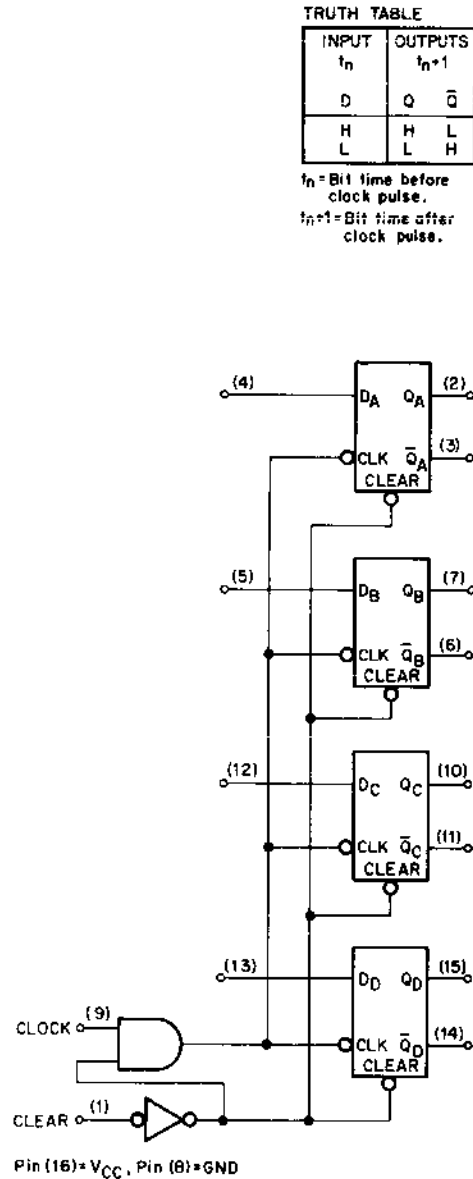 TRUTH TABLE
INPUT OUTPUTS
tn tn+1
D Q Q̅
H H L
L L H
tn=Bit time before
clock pulse.
tn+1=Bit time after
clock pulse.
(4) DA QA (2)
CLK Q̅A (3)
CLEAR
(5) DB QB (7)
CLK Q̅B (6)
CLEAR
(12) DC QC (10)
CLK Q̅C (11)
CLEAR
(13) DD QD (15)
CLOCK (9) CLK Q̅D (14)
CLEAR
CLEAR (1)
Pin (16)=VCC, Pin (8)=GND